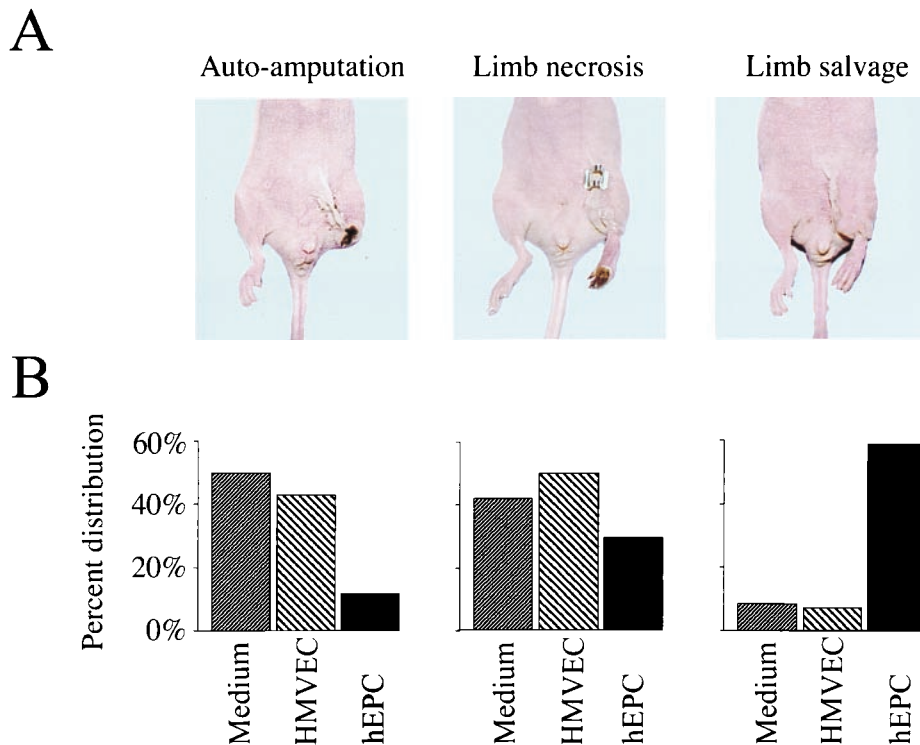 A
Auto-amputation
Limb necrosis
Limb salvage
B
Percent distribution
60%
40%
20%
0%
Medium
HMVEC
hEPC
Medium
HMVEC
hEPC
Medium
HMVEC
hEPC